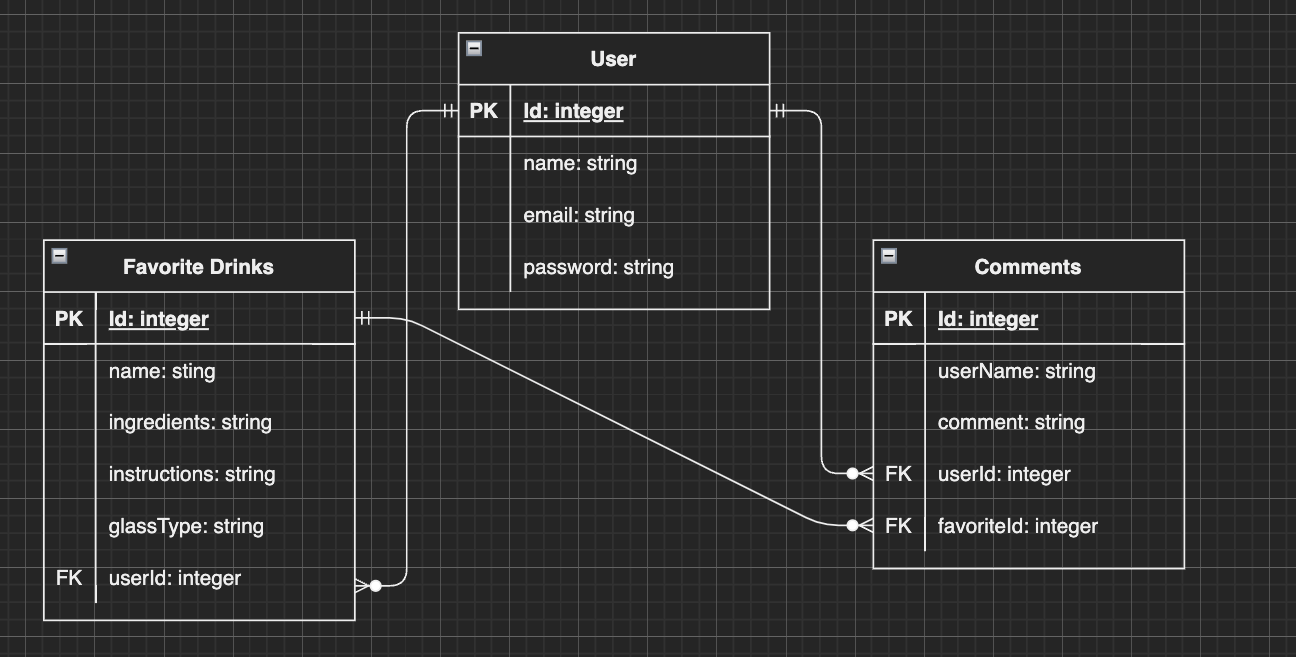 User
PK Id: integer
name: string
email: string
password: string
Favorite Drinks
PK Id: integer
name: sting
ingredients: string
instructions: string
glassType: string
FK userId: integer
Comments
PK Id: integer
userName: string
comment: string
FK userId: integer
FK favoriteId: integer